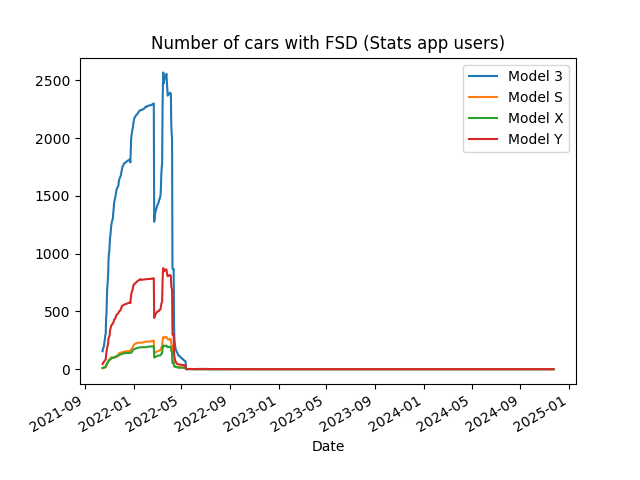 Number of cars with FSD (Stats app users)
Model 3
Model S
Model X
Model Y
2500
2000
1500
1000
500
0
2021-09
2022-01
2022-05
2022-09
2023-01
2023-05
2023-09
2024-01
2024-05
2024-09
2025-01
Date